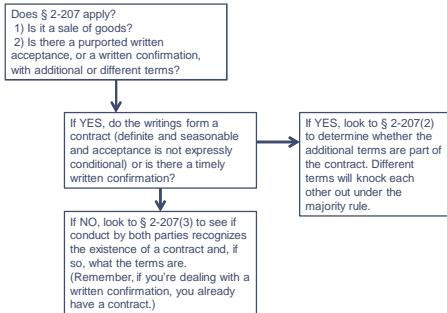 Does § 2-207 apply?
1) Is it a sale of goods?
2) Is there a purported written
acceptance, or a written confirmation,
with additional or different terms?
If YES, do the writings form a
contract (definite and seasonable
and acceptance is not expressly
conditional) or is there a timely
written confirmation?
If YES, look to § 2-207(2)
to determine whether the
additional terms are part of
the contract. Different
terms will knock each
other out under the
majority rule.
If NO, look to § 2-207(3) to see if
conduct by both parties recognizes
the existence of a contract and, if
so, what the terms are.
(Remember, if you're dealing with a
written confirmation, you already
have a contract.)